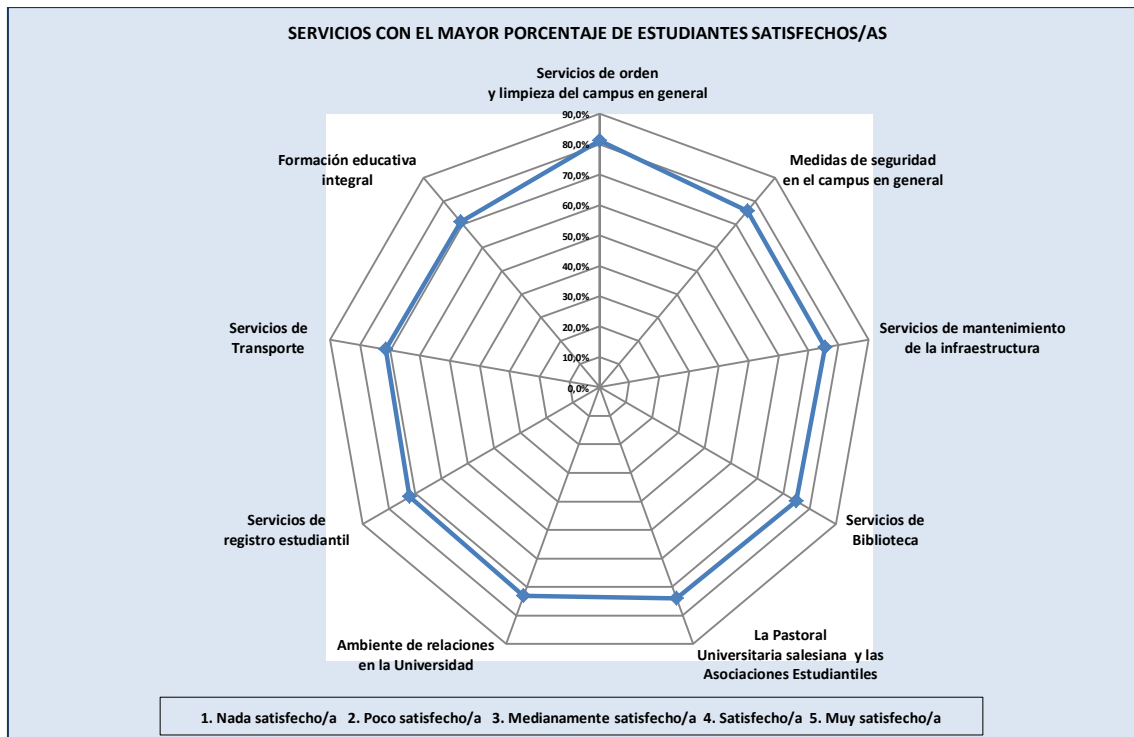 SERVICIOS CON EL MAYOR PORCENTAJE DE ESTUDIANTES SATISFECHOS/AS
Servicios de orden
y limpieza del campus en general
90,0%
80,0%
70,0%
60,0%
50,0%
40,0%
30,0%
20,0%
10,0%
0,0%
Medidas de seguridad
en el campus en general
Servicios de mantenimiento
de la infraestructura
Servicios de
Biblioteca
La Pastoral
Universitaria salesiana y las
Asociaciones Estudiantiles
Ambiente de relaciones
en la Universidad
Servicios de
registro estudiantil
Servicios de
Transporte
Formación educativa
integral
1. Nada satisfecho/a 2. Poco satisfecho/a 3. Medianamente satisfecho/a 4. Satisfecho/a 5. Muy satisfecho/a